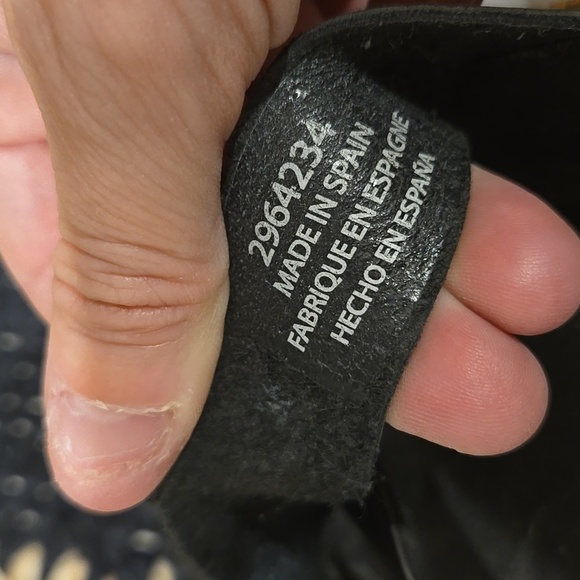 2964234
MADE IN SPAIN
FABRIQUE EN ESPAGNE
HECHO EN ESPAÑA